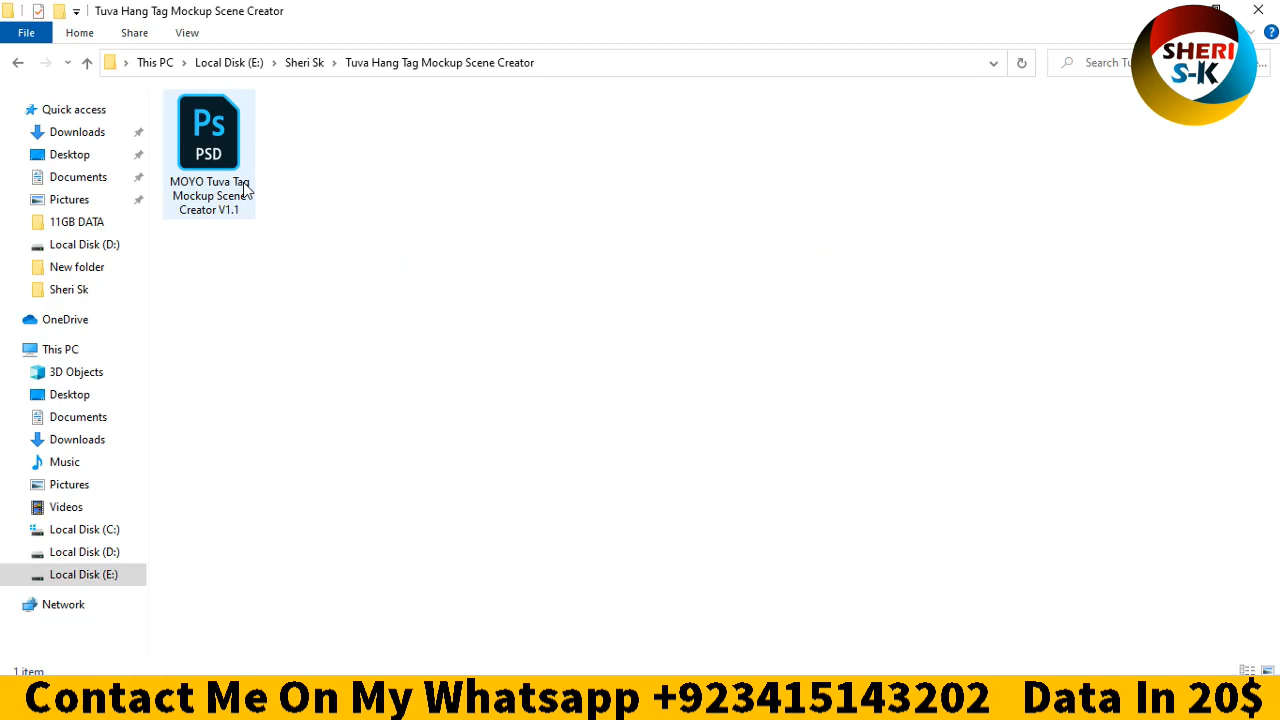 Tuva Hang Tag Mockup Scene Creator
File
Home
Share
View
This PC
Local Disk (E:)
Sheri Sk
Tuva Hang Tag Mockup Scene Creator
Search Tu
e...
SHERI
S-K
Quick access
Downloads
Desktop
Documents
Pictures
11GB DATA
Local Disk (D:)
New folder
Sheri Sk
OneDrive
This PC
3D Objects
Desktop
Documents
Downloads
Music
Pictures
Videos
Local Disk (C:)
Local Disk (D:)
Local Disk (E:)
Network
Ps
PSD
MOYO Tuva Tag
Mockup Scene
Creator V1.1
1 item
Contact Me On My Whatsapp +923415143202 Data In 20$